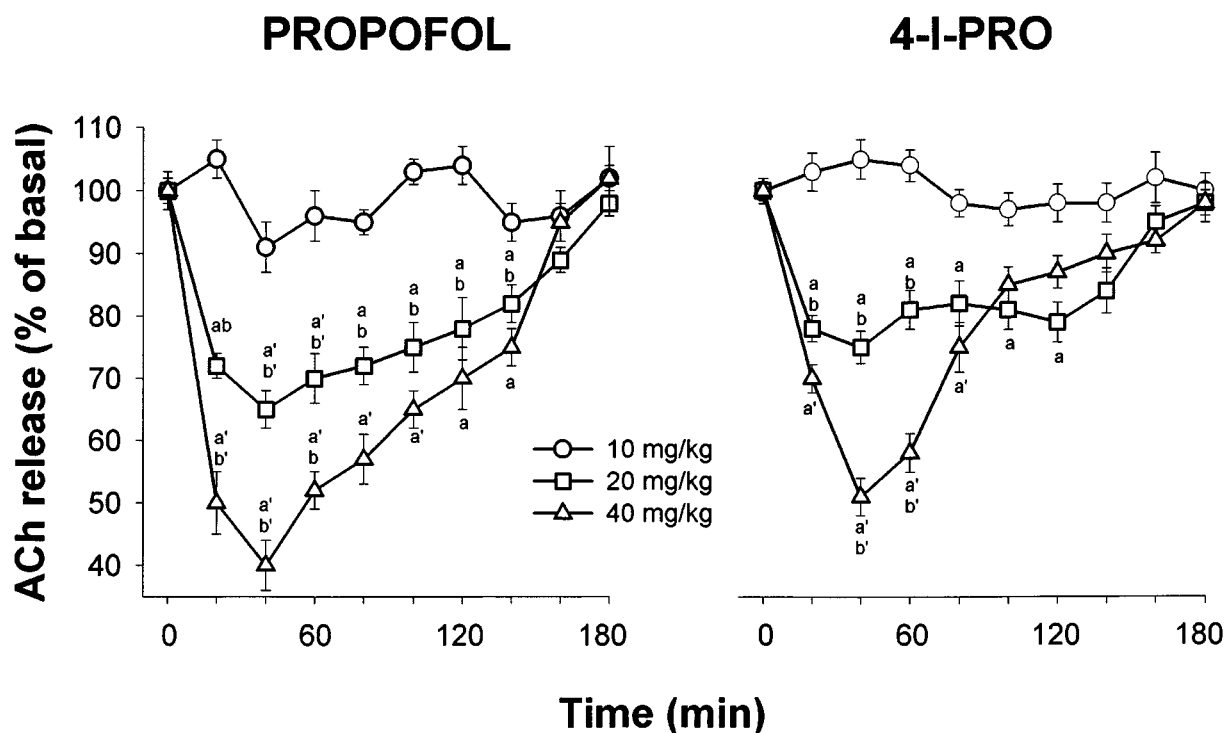 PROPOFOL
4-I-PRO
ACh release (% of basal)
110
100
90
80
70
60
50
40
ab
a'
b'
a'
b'
a
b
a
b
a
b
a
b
a'
b'
a'
b'
a'
b
a'
a'
a
a
10 mg/kg
20 mg/kg
40 mg/kg
0
60
120
180
a
b
a
b
a
b
a
a
a
a'
a'
b'
a'
b'
a'
0
60
120
180
Time (min)